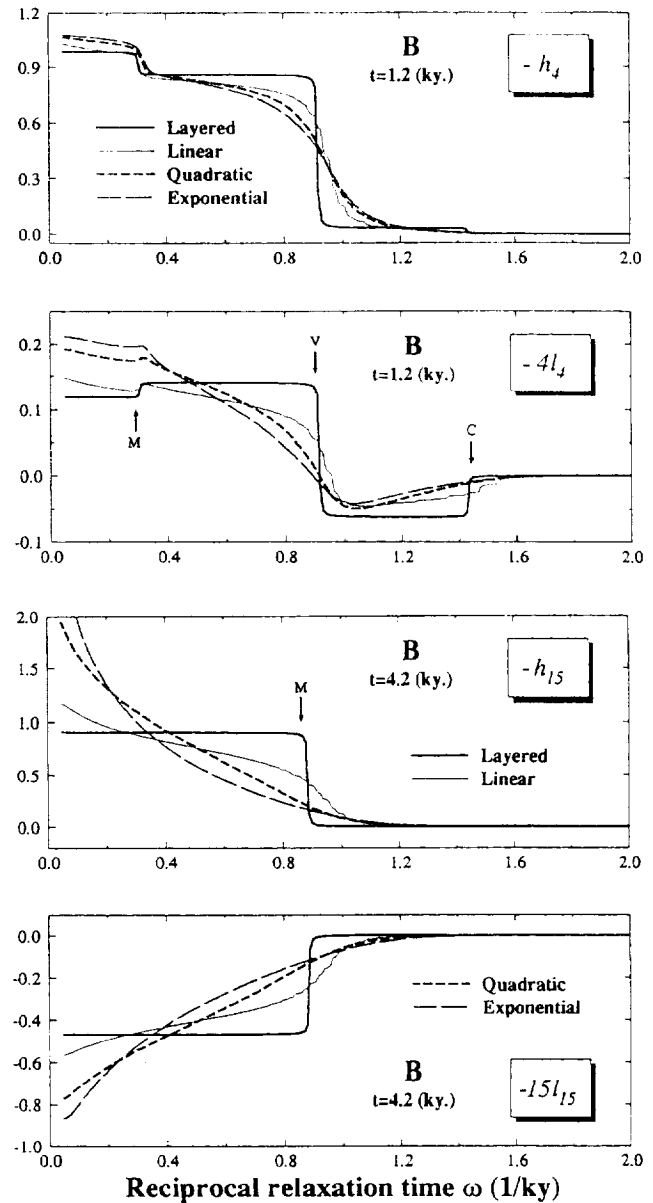 1.2
0.9
0.6
0.3
0.0
B
t=1.2 (ky.)
- h4
Layered
Linear
Quadratic
Exponential
0.0 0.4 0.8 1.2 1.6 2.0
0.2
0.1
0.0
-0.1
M
V
B
t=1.2 (ky.)
C
- 4l4
0.0 0.4 0.8 1.2 1.6 2.0
2.0
1.5
1.0
0.5
0.0
M
B
t=4.2 (ky.)
-h15
Layered
Linear
0.0 0.4 0.8 1.2 1.6 2.0
0.0
-0.2
-0.4
-0.6
-0.8
-1.0
Quadratic
Exponential
B
t=4.2 (ky.)
-15l15
0.0 0.4 0.8 1.2 1.6 2.0
Reciprocal relaxation time ω (1/ky)